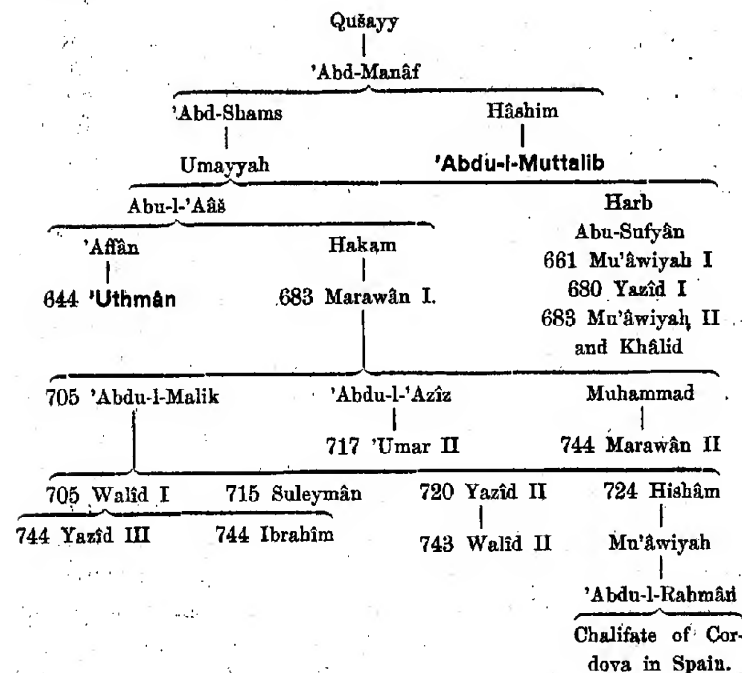 Qušayy
'Abd-Manâf
'Abd-Shams Hâshim
Umayyah 'Abdu-l-Muttalib
Abu-l-'Aâš Harb
'Affân Hakam Abu-Sufyân
661 Mu'âwiyah I
644 'Uthmân 683 Marawân I. 680 Yazîd I
683 Mu'âwiyah II
and Khâlid
705 'Abdu-l-Malik 'Abdu-l-'Azîz Muhammad
717 'Umar II 744 Marawân II
705 Walîd I 715 Suleymân 720 Yazîd II 724 Hishâm
744 Yazîd III 744 Ibrahîm 743 Walîd II Mu'âwiyah
'Abdu-l-Rahmân
Chalifate of Cor-
dova in Spain.